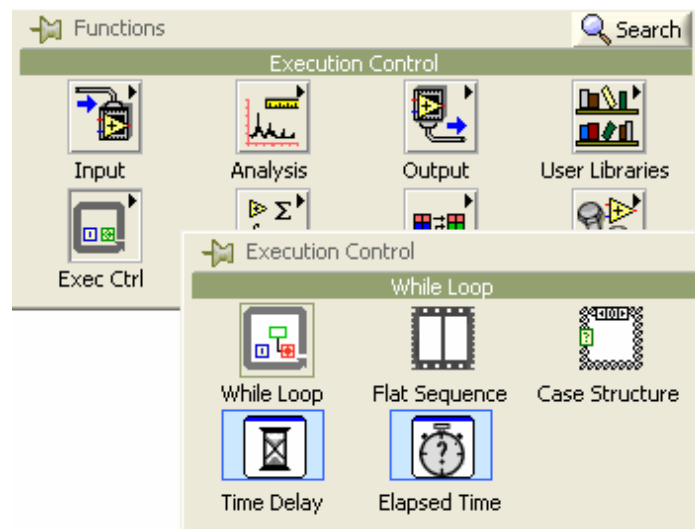 Functions
Search
Execution Control
Input
Analysis
Output
User Libraries
Exec Ctrl
Execution Control
While Loop
While Loop
Flat Sequence
Case Structure
Time Delay
Elapsed Time